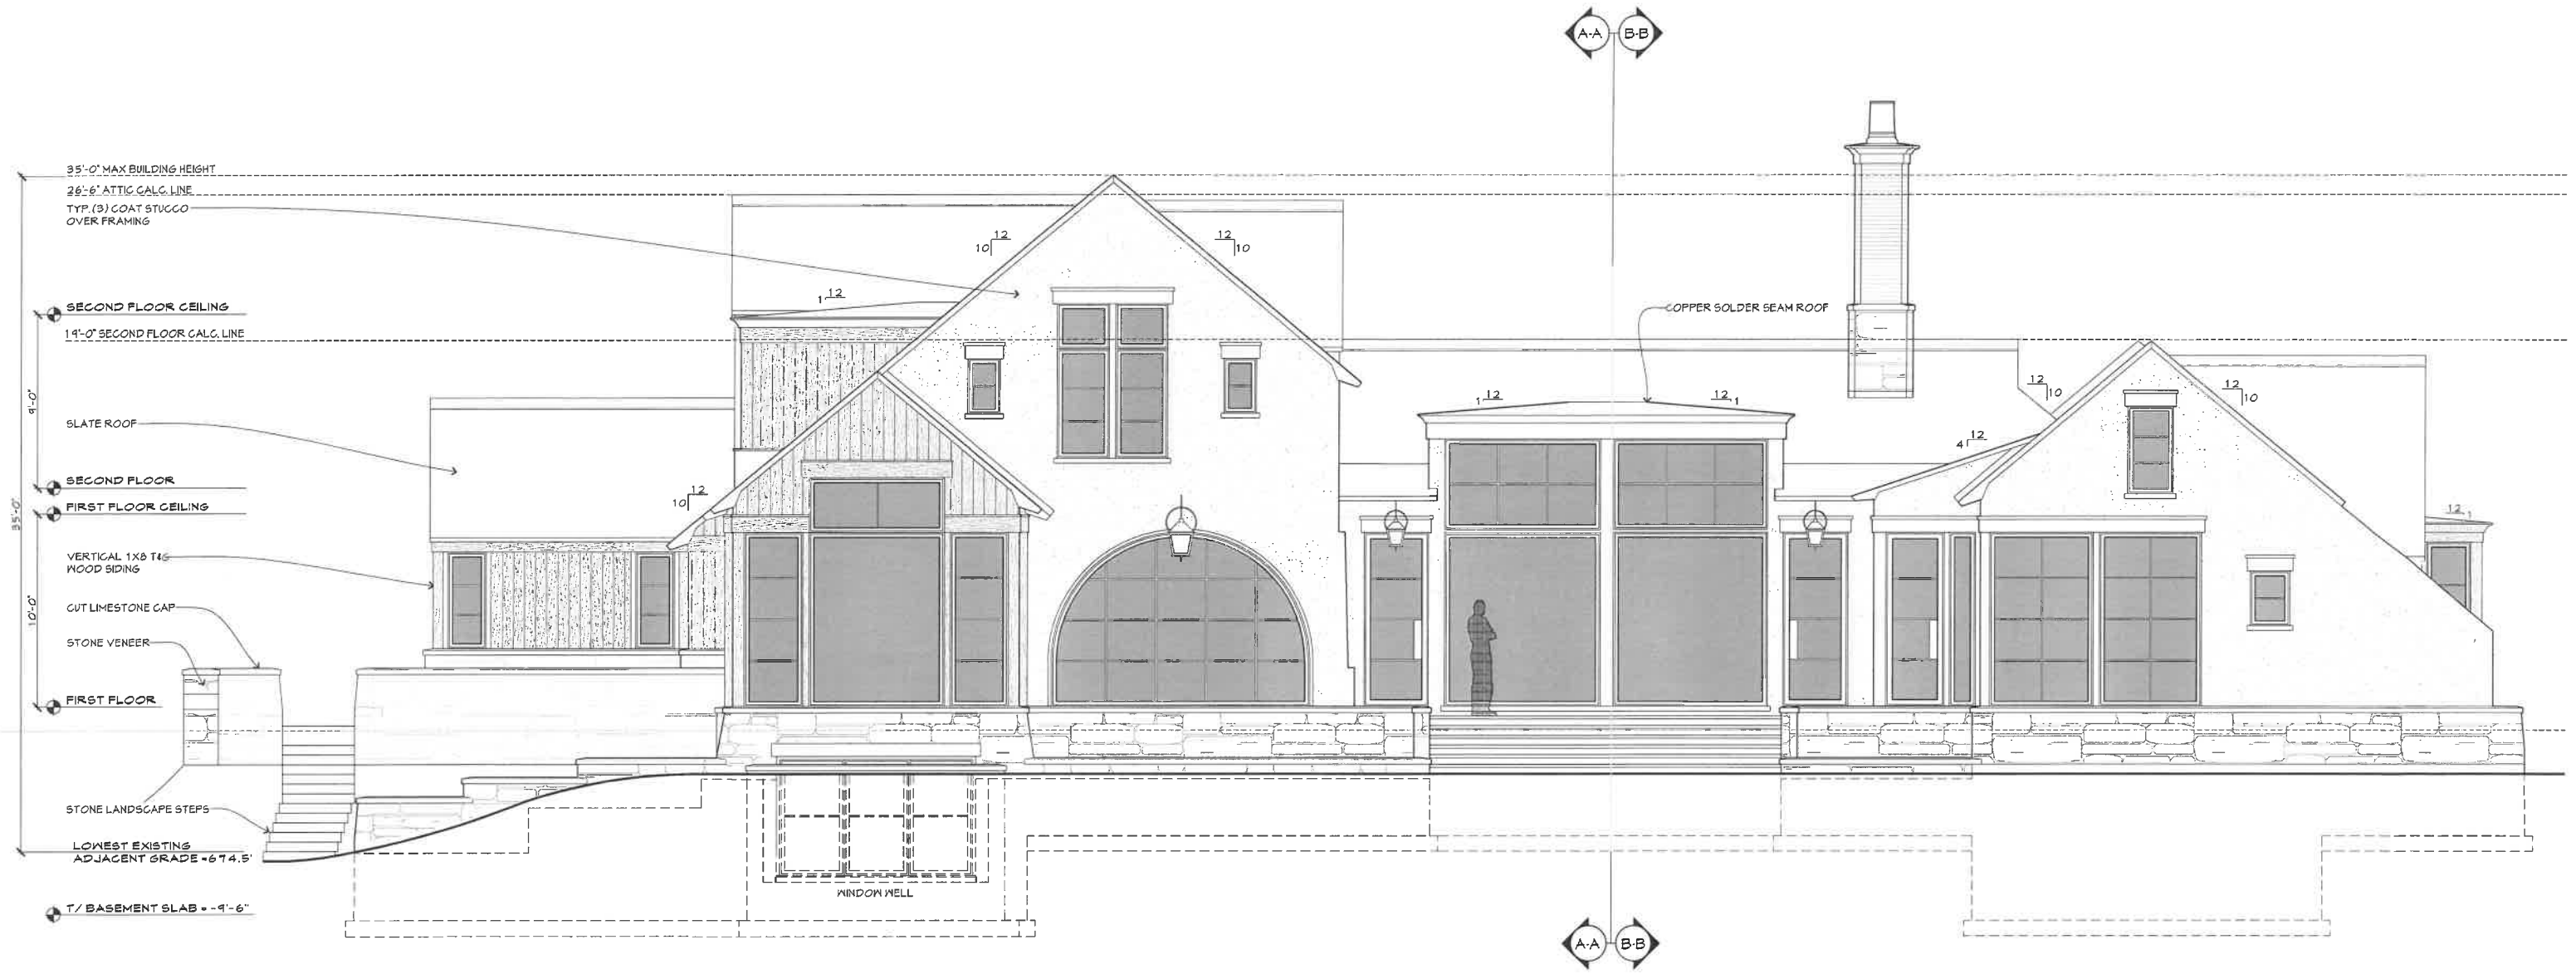 A-A B-B
35'-0" MAX BUILDING HEIGHT
26'-6" ATTIC CALC. LINE
TYP. (3) COAT STUCCO
OVER FRAMING
12
10
12
10
12
1
SECOND FLOOR CEILING
COPPER SOLDER SEAM ROOF
19'-0" SECOND FLOOR CALC. LINE
9'-0"
12
10
12
10
12
1
12
1
SLATE ROOF
12
4
SECOND FLOOR
12
10
FIRST FLOOR CEILING
35'-0"
12
1
VERTICAL 1X8 T&G
WOOD SIDING
10'-0"
CUT LIMESTONE CAP
STONE VENEER
FIRST FLOOR
STONE LANDSCAPE STEPS
LOWEST EXISTING
ADJACENT GRADE =674.5'
WINDOW WELL
T/ BASEMENT SLAB = -9'-6"
A-A B-B